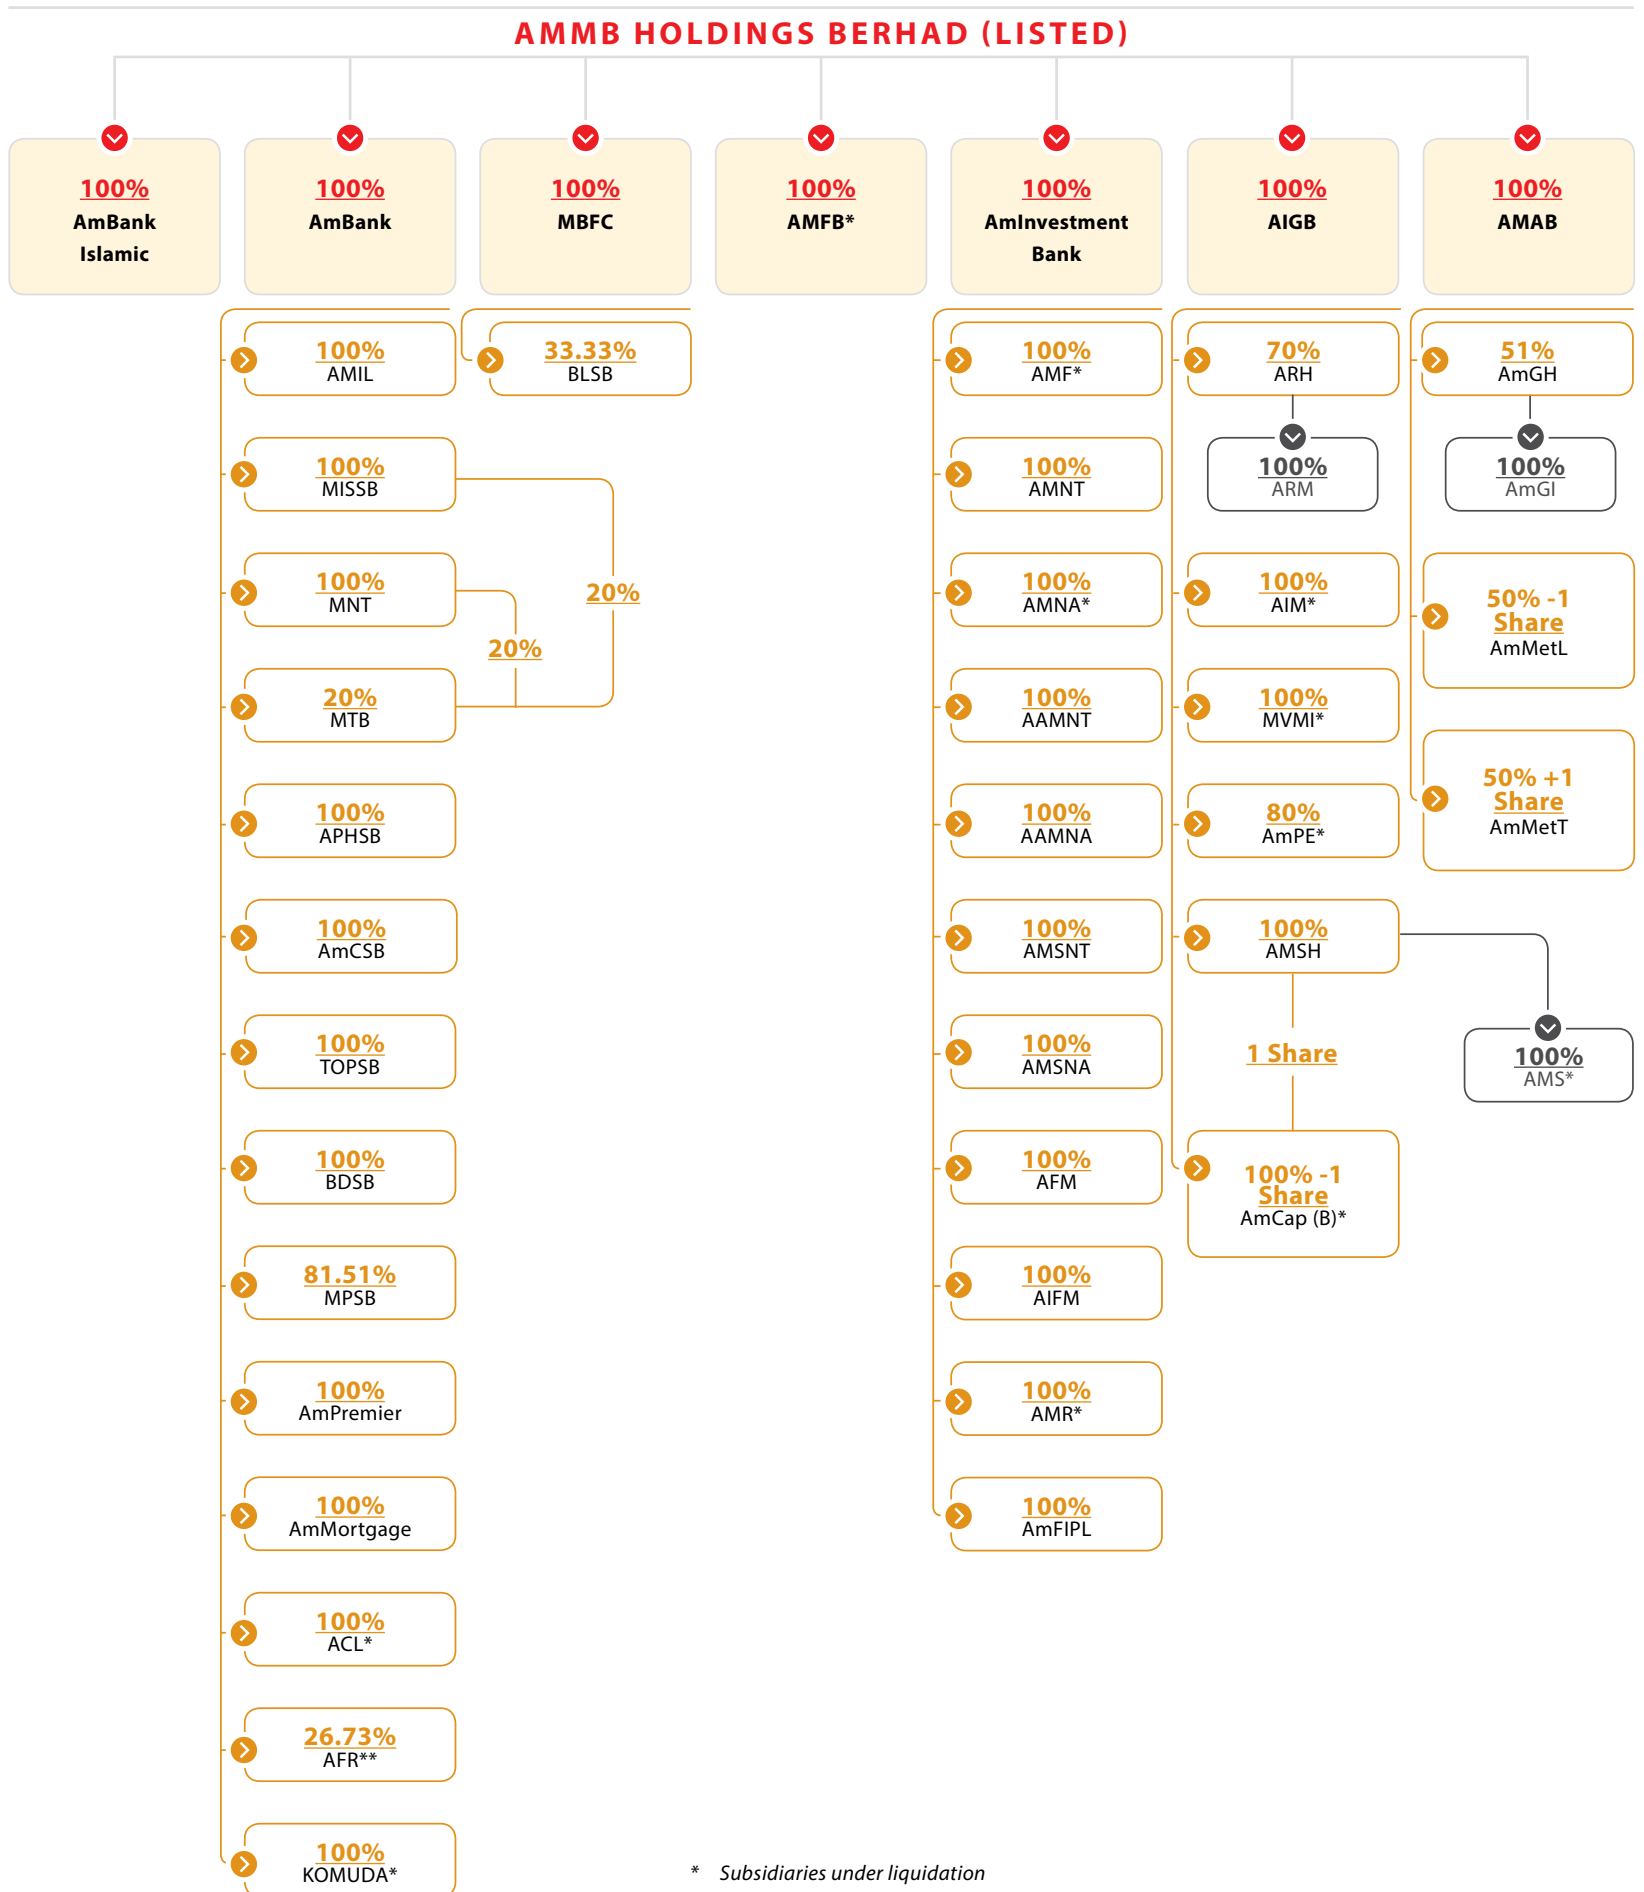 AMMB HOLDINGS BERHAD (LISTED)
100%
AmBank
Islamic
100%
AmBank
100%
MBFC
100%
AMFB*
100%
AmInvestment
Bank
100%
AIGB
100%
AMAB
100%
AMIL
100%
MISSB
100%
MNT
20%
MTB
20%
20%
100%
APHSB
100%
AmCSB
100%
TOPSB
100%
BDSB
81.51%
MPSB
100%
AmPremier
100%
AmMortgage
100%
ACL*
26.73%
AFR**
100%
KOMUDA*
33.33%
BLSB
100%
AMF*
100%
AMNT
100%
AMNA*
100%
AAMNT
100%
AAMNA
100%
AMSNT
100%
AMSNA
100%
AFM
100%
AIFM
100%
AMR*
100%
AmFIPL
70%
ARH
100%
ARM
100%
AIM*
100%
MVMI*
80%
AmPE*
100%
AMSH
1 Share
100% -1
Share
AmCap (B)*
100%
AMS*
51%
AmGH
100%
AmGI
50% -1
Share
AmMetL
50% +1
Share
AmMetT
* Subsidiaries under liquidation